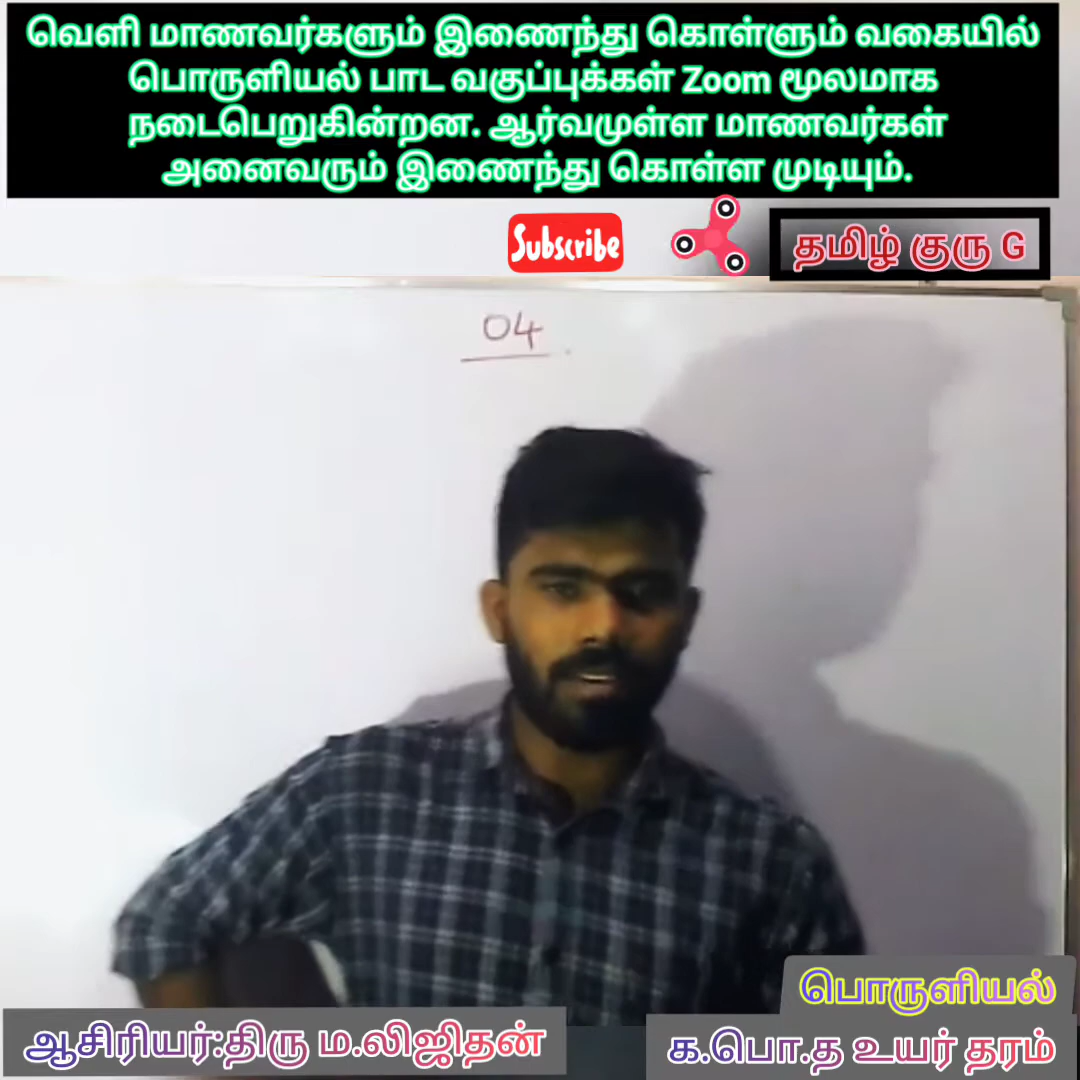 வெளி மாணவர்களும் இணைந்து கொள்ளும் வகையில்
பொருளியல் பாட வகுப்புக்கள் Zoom மூலமாக
நடைபெறுகின்றன. ஆர்வமுள்ள மாணவர்கள்
அனைவரும் இணைந்து கொள்ள முடியும்.
Subscribe
தமிழ் குரு G
04
பொருளியல்
ஆசிரியர்:திரு ம.லிஜிதன்
க.பொ.த உயர் தரம்